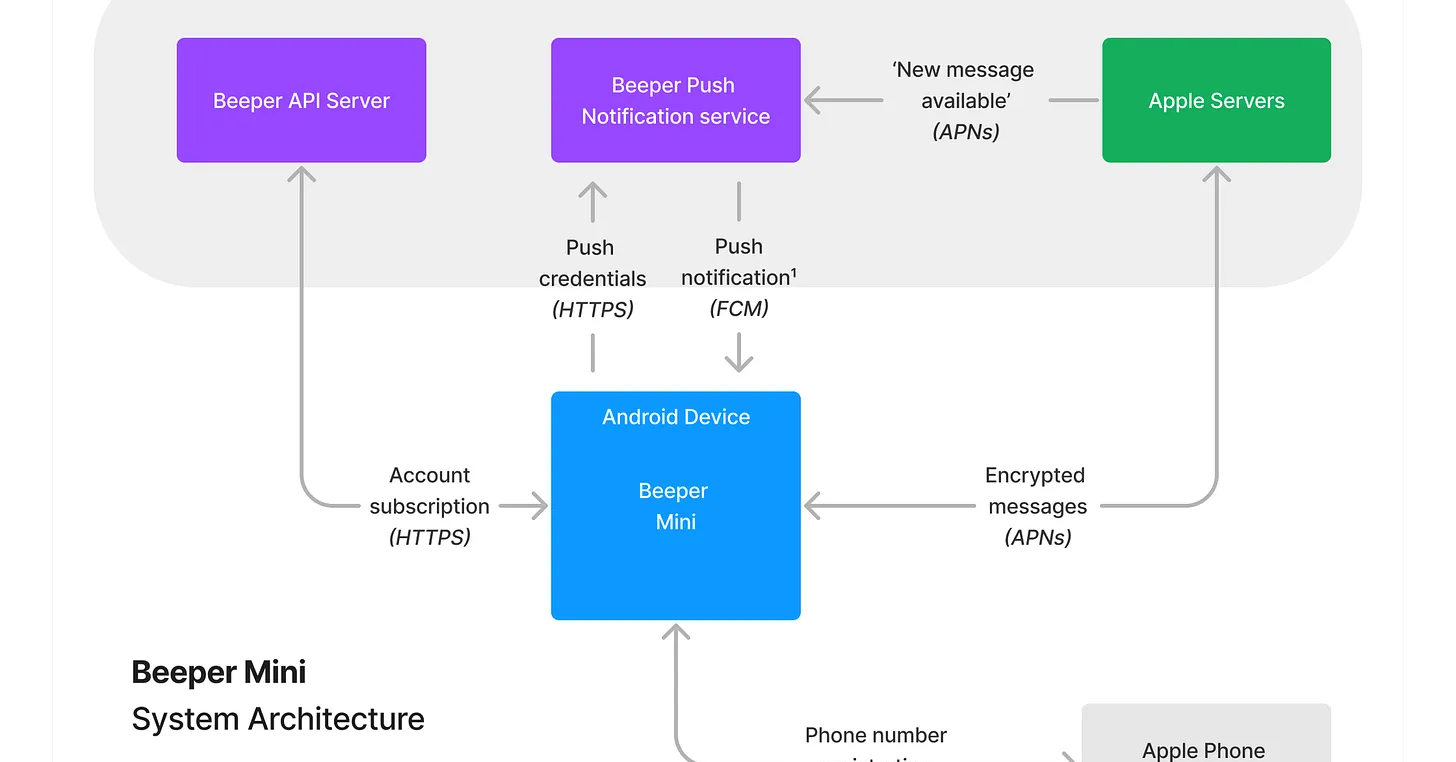 Beeper API Server
Beeper Push
Notification service
‘New message
available’
(APNs)
Apple Servers
Push
credentials
(HTTPS)
Push
notification¹
(FCM)
Android Device
Beeper
Mini
Account
subscription
(HTTPS)
Encrypted
messages
(APNs)
Beeper Mini
System Architecture
Phone number
Apple Phone